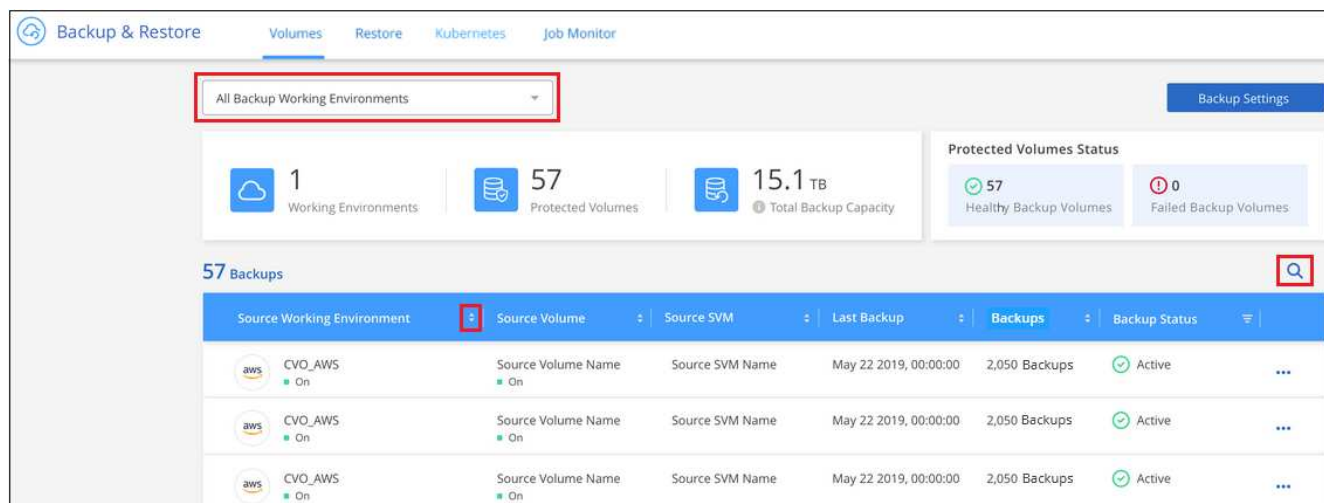 Backup & Restore Volumes Restore Kubernetes Job Monitor
All Backup Working Environments Backup Settings
Protected Volumes Status
1 57 15.1 TB 57 0
Working Environments Protected Volumes Total Backup Capacity Healthy Backup Volumes Failed Backup Volumes
57 Backups
Source Working Environment Source Volume Source SVM Last Backup Backups Backup Status
aws CVO_AWS Source Volume Name Source SVM Name May 22 2019, 00:00:00 2,050 Backups Active
On On
aws CVO_AWS Source Volume Name Source SVM Name May 22 2019, 00:00:00 2,050 Backups Active
On On
aws CVO_AWS Source Volume Name Source SVM Name May 22 2019, 00:00:00 2,050 Backups Active
On On